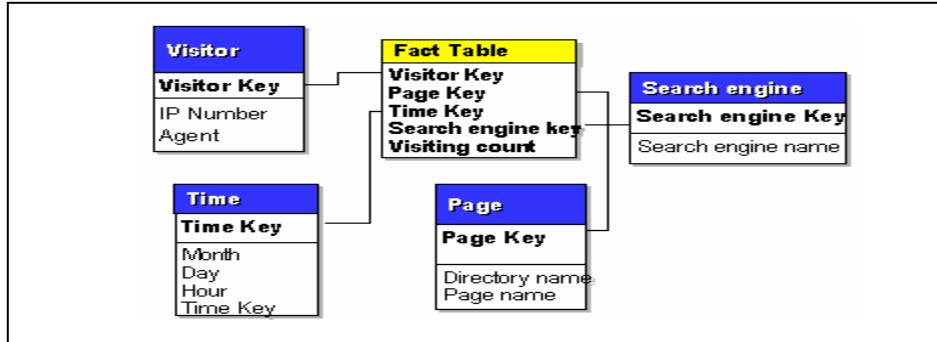 Visitor
Visitor Key
IP Number
Agent
Fact Table
Visitor Key
Page Key
Time Key
Search engine key
Visiting count
Search engine
Search engine Key
Search engine name
Time
Time Key
Month
Day
Hour
Time Key
Page
Page Key
Directory name
Page name